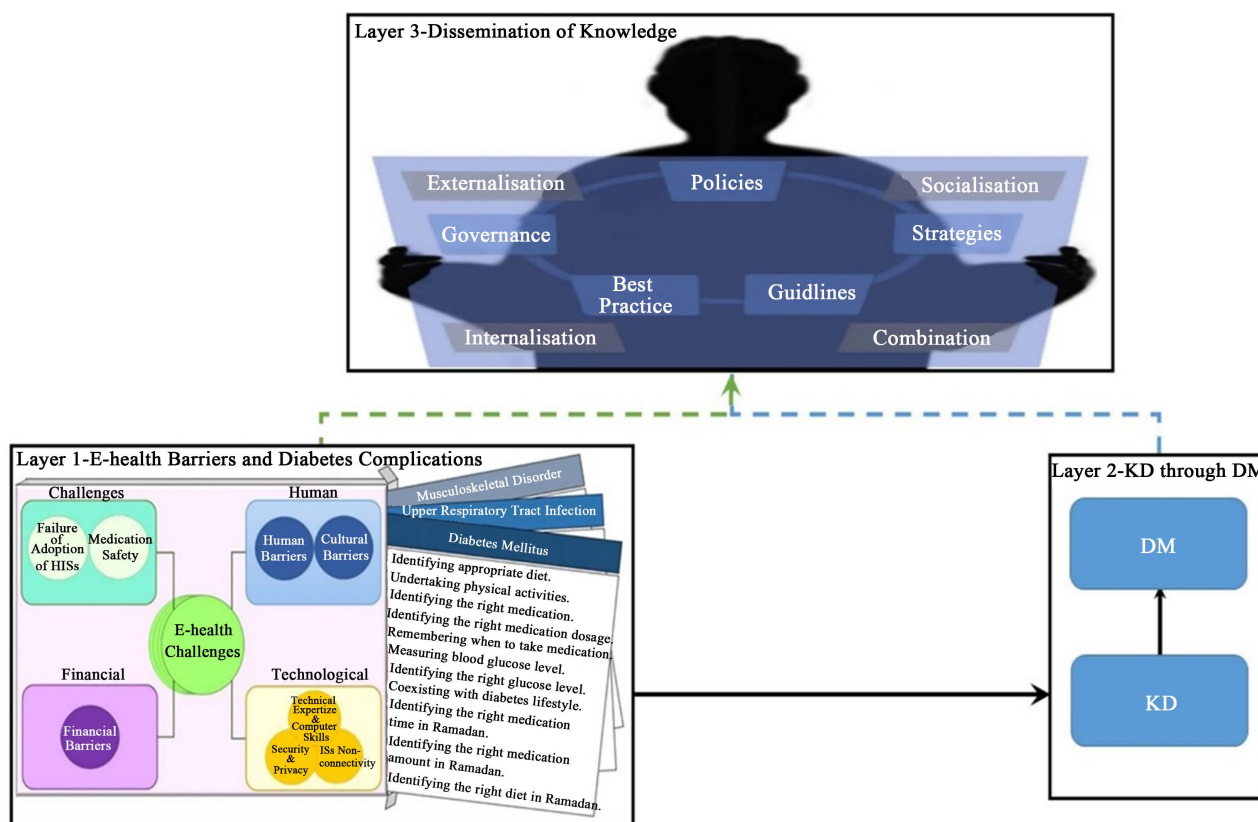 Layer 3-Dissemination of Knowledge
Externalisation
Policies
Socialisation
Governance
Strategies
Best
Practice
Guidlines
Internalisation
Combination
Layer 1-E-health Barriers and Diabetes Complications
Challenges
Failure
of
Adoption
of HISs
Medication
Safety
Human
Human
Barriers
Cultural
Barriers
E-health
Challenges
Financial
Financial
Barriers
Technological
Technical
Expertize
&
Computer
Skills
Security
&
Privacy
ISs Non-
connectivity
Musculoskeletal Disorder
Upper Respiratory Tract Infection
Diabetes Mellitus
Identifying appropriate diet.
Undertaking physical activities.
Identifying the right medication.
Identifying the right medication dosage.
Remembering when to take medication.
Measuring blood glucose level.
Identifying the right glucose level.
Coexisting with diabetes lifestyle.
Identifying the right medication
time in Ramadan.
Identifying the right medication
amount in Ramadan.
Identifying the right diet in Ramadan.
Layer 2-KD through DM
DM
KD